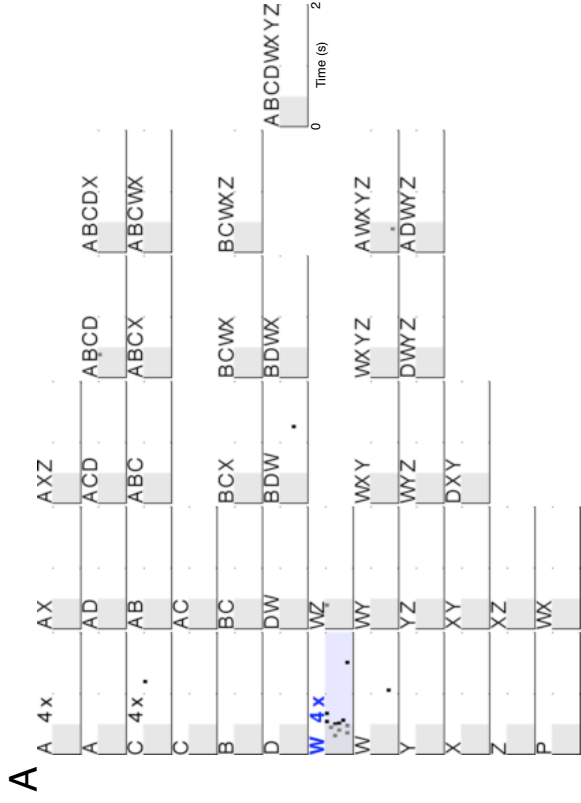 A
A 4x
A
C 4x
C
B
D
W 4x
W
Y
X
Z
P
AX
AD
AB
AC
BC
DW
WZ
WY
YZ
XY
XZ
WX
AXZ
ACD
ABC
BCX
BDW
WXY
WYZ
DXY
ABCD
ABCX
BCWX
BDWX
WXYZ
DWYZ
ABCDX
ABCWX
BCWXZ
AWXYZ
ADWYZ
ABCDWXYZ
0 2
Time (s)